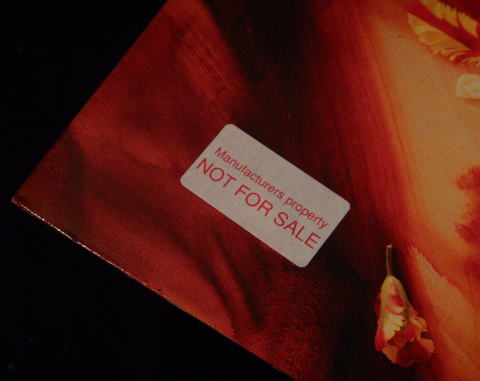 Manufacturers property
NOT FOR SALE